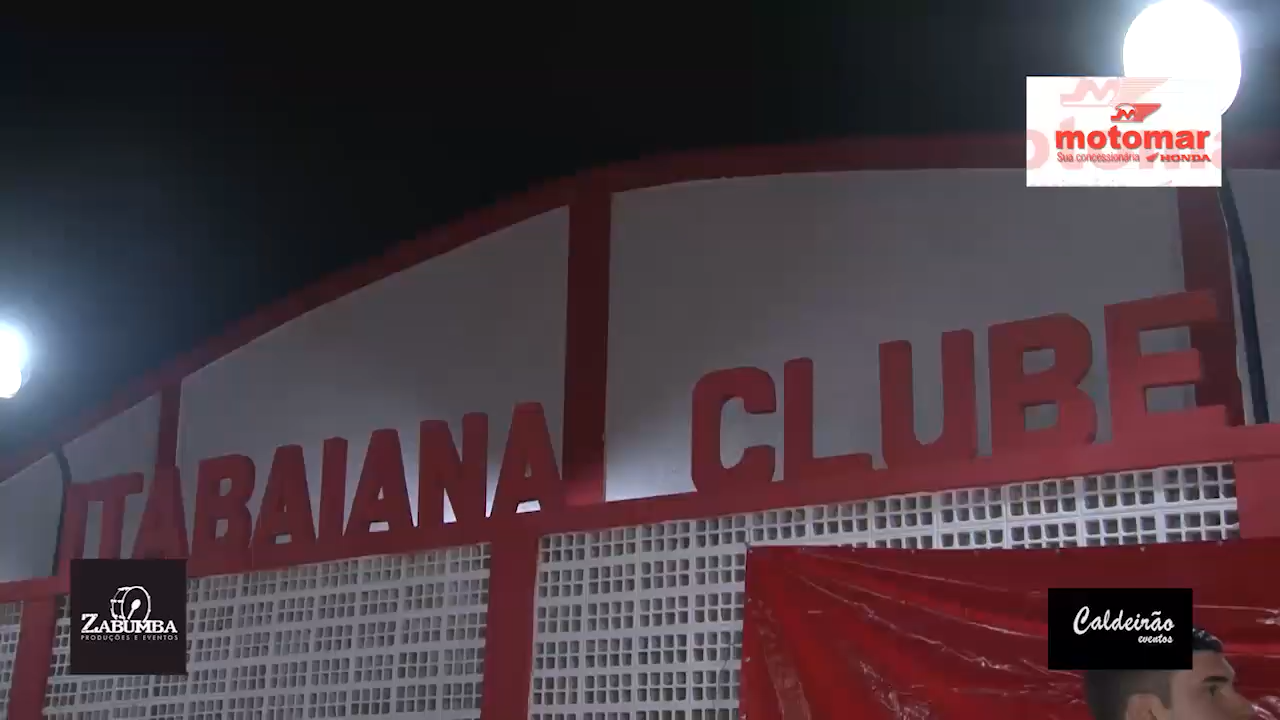 motomar
Sua concessionária HONDA
ITABAIANA CLUBE
ZABUMBA
PRODUÇÕES E EVENTOS
Caldeirão
eventos